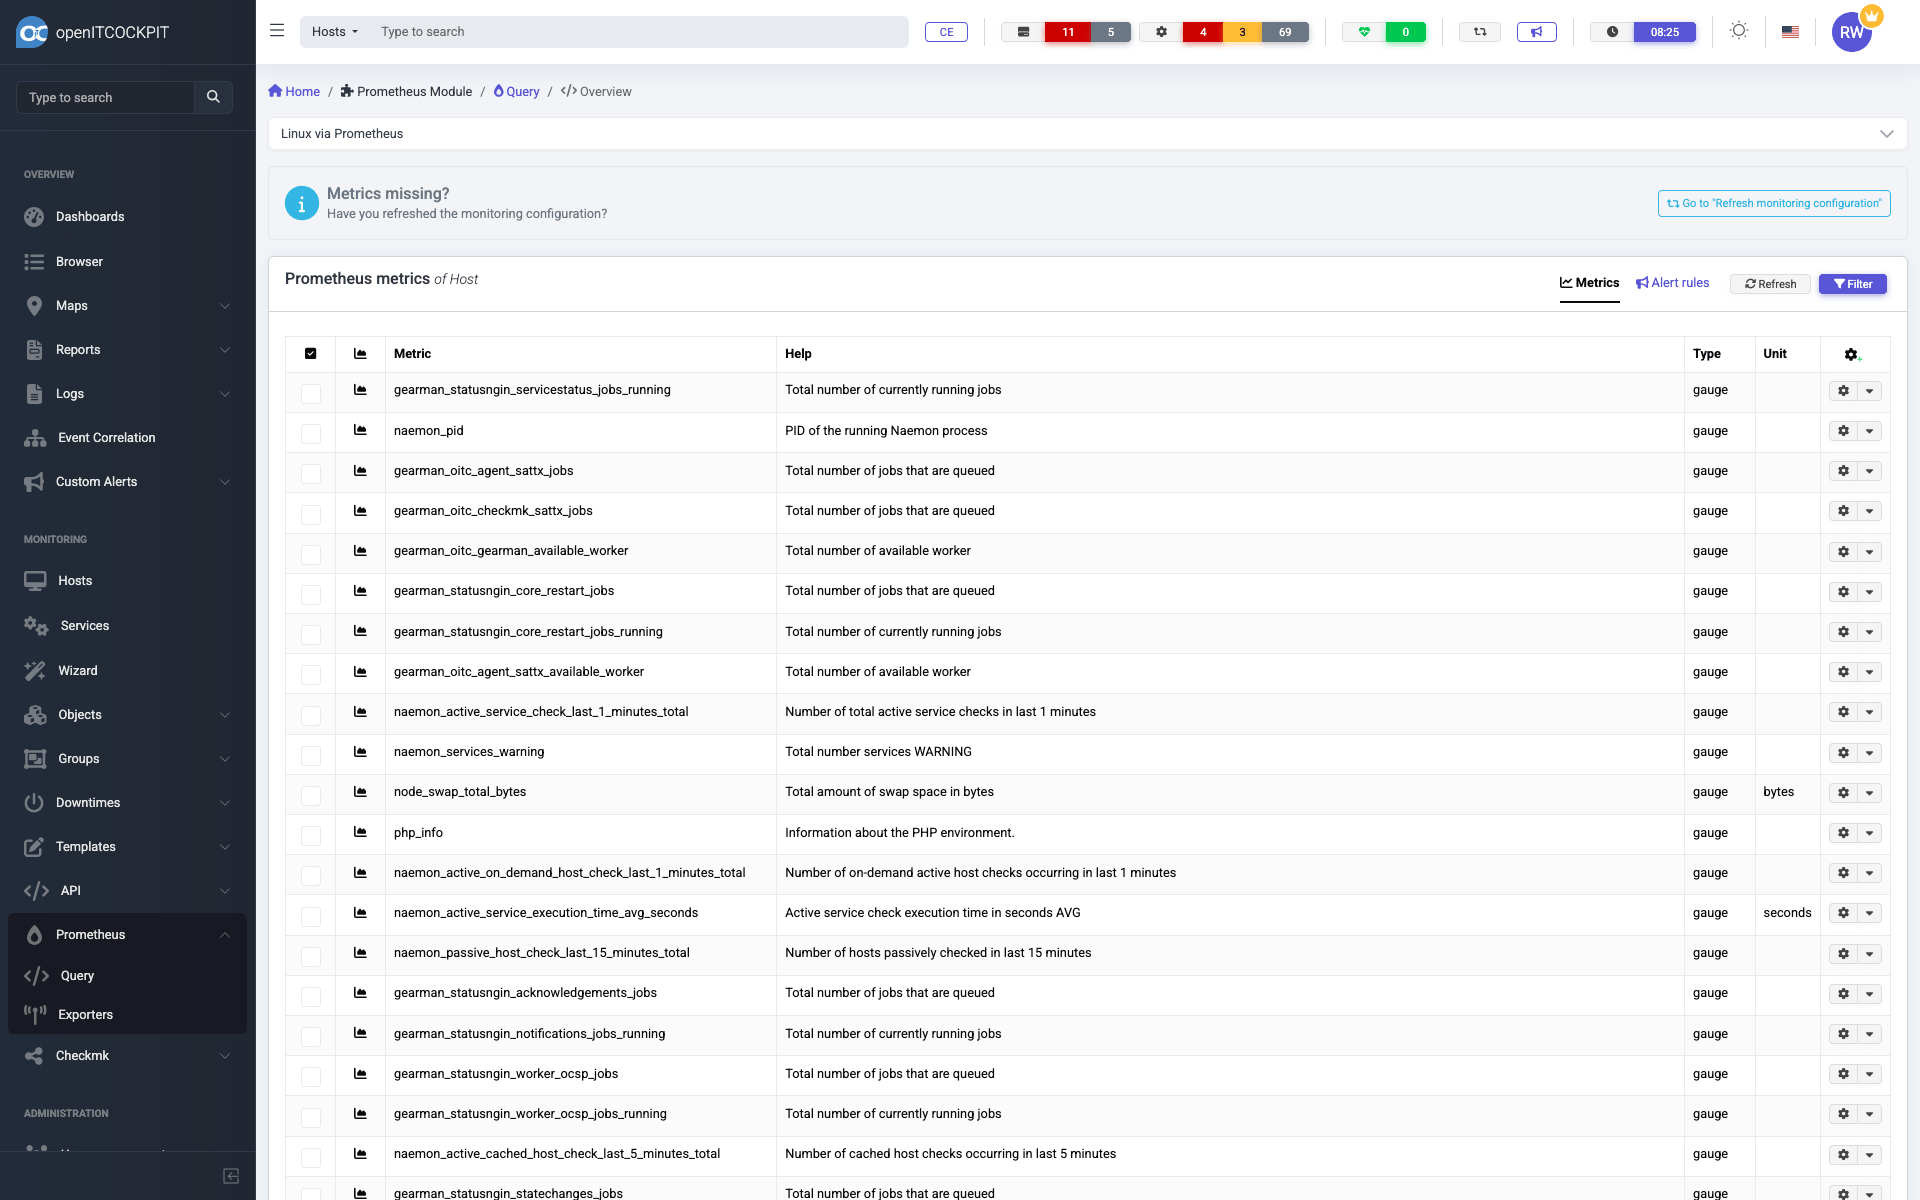 openITCOCKPIT
Hosts
Type to search
CE
11
5
4
3
69
0
08:25
RW
Type to search
Home / Prometheus Module / Query / Overview
Linux via Prometheus
Metrics missing?
Have you refreshed the monitoring configuration?
Go to "Refresh monitoring configuration"
OVERVIEW
Dashboards
Browser
Maps
Reports
Logs
Event Correlation
Custom Alerts
MONITORING
Hosts
Services
Wizard
Objects
Groups
Downtimes
Templates
API
Prometheus
Query
Exporters
Checkmk
ADMINISTRATION
Prometheus metrics of Host
Metrics
Alert rules
Refresh
Filter
Metric Help Type Unit
gearman_statusngin_servicestatus_jobs_running Total number of currently running jobs gauge
naemon_pid PID of the running Naemon process gauge
gearman_oitc_agent_sattx_jobs Total number of jobs that are queued gauge
gearman_oitc_checkmk_sattx_jobs Total number of jobs that are queued gauge
gearman_oitc_gearman_available_worker Total number of available worker gauge
gearman_statusngin_core_restart_jobs Total number of jobs that are queued gauge
gearman_statusngin_core_restart_jobs_running Total number of currently running jobs gauge
gearman_oitc_agent_sattx_available_worker Total number of available worker gauge
naemon_active_service_check_last_1_minutes_total Number of total active service checks in last 1 minutes gauge
naemon_services_warning Total number services WARNING gauge
node_swap_total_bytes Total amount of swap space in bytes gauge bytes
php_info Information about the PHP environment. gauge
naemon_active_on_demand_host_check_last_1_minutes_total Number of on-demand active host checks occurring in last 1 minutes gauge
naemon_active_service_execution_time_avg_seconds Active service check execution time in seconds AVG gauge seconds
naemon_passive_host_check_last_15_minutes_total Number of hosts passively checked in last 15 minutes gauge
gearman_statusngin_acknowledgements_jobs Total number of jobs that are queued gauge
gearman_statusngin_notifications_jobs_running Total number of currently running jobs gauge
gearman_statusngin_worker_ocsp_jobs Total number of jobs that are queued gauge
gearman_statusngin_worker_ocsp_jobs_running Total number of currently running jobs gauge
naemon_active_cached_host_check_last_5_minutes_total Number of cached host checks occurring in last 5 minutes gauge
gearman_statusngin_statechanges_jobs Total number of jobs that are queued gauge